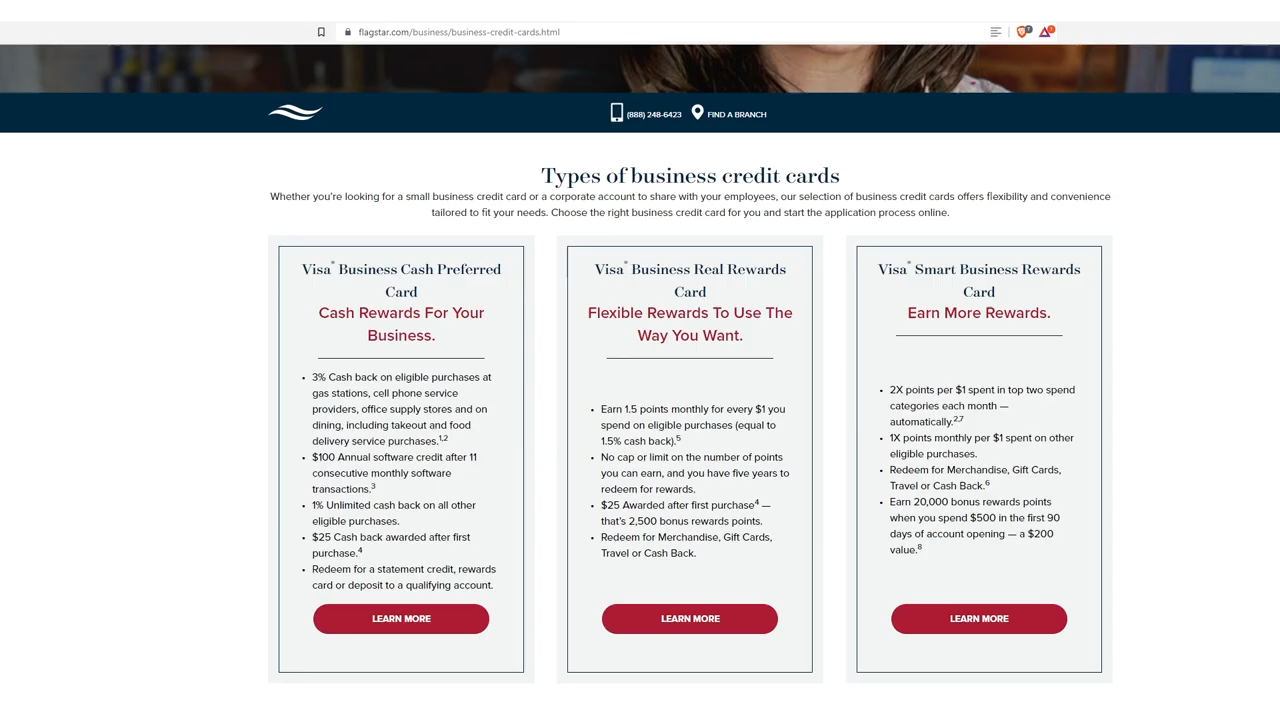 flagstar.com/business/business-credit-cards.html
(888) 248-6423 FIND A BRANCH
Types of business credit cards
Whether you're looking for a small business credit card or a corporate account to share with your employees, our selection of business credit cards offers flexibility and convenience
tailored to fit your needs. Choose the right business credit card for you and start the application process online.
Visa® Business Cash Preferred
Card
Cash Rewards For Your
Business.
• 3% Cash back on eligible purchases at
gas stations, cell phone service
providers, office supply stores and on
dining, including takeout and food
delivery service purchases.1,2
• $100 Annual software credit after 11
consecutive monthly software
transactions.3
• 1% Unlimited cash back on all other
eligible purchases.
• $25 Cash back awarded after first
purchase.4
• Redeem for a statement credit, rewards
card or deposit to a qualifying account.
LEARN MORE
Visa® Business Real Rewards
Card
Flexible Rewards To Use The
Way You Want.
• Earn 1.5 points monthly for every $1 you
spend on eligible purchases (equal to
1.5% cash back).5
• No cap or limit on the number of points
you can earn, and you have five years to
redeem for rewards.
• $25 Awarded after first purchase4 —
that's 2,500 bonus rewards points.
• Redeem for Merchandise, Gift Cards,
Travel or Cash Back.
LEARN MORE
Visa® Smart Business Rewards
Card
Earn More Rewards.
• 2X points per $1 spent in top two spend
categories each month —
automatically.2,7
• 1X points monthly per $1 spent on other
eligible purchases.
• Redeem for Merchandise, Gift Cards,
Travel or Cash Back.6
• Earn 20,000 bonus rewards points
when you spend $500 in the first 90
days of account opening — a $200
value.8
LEARN MORE